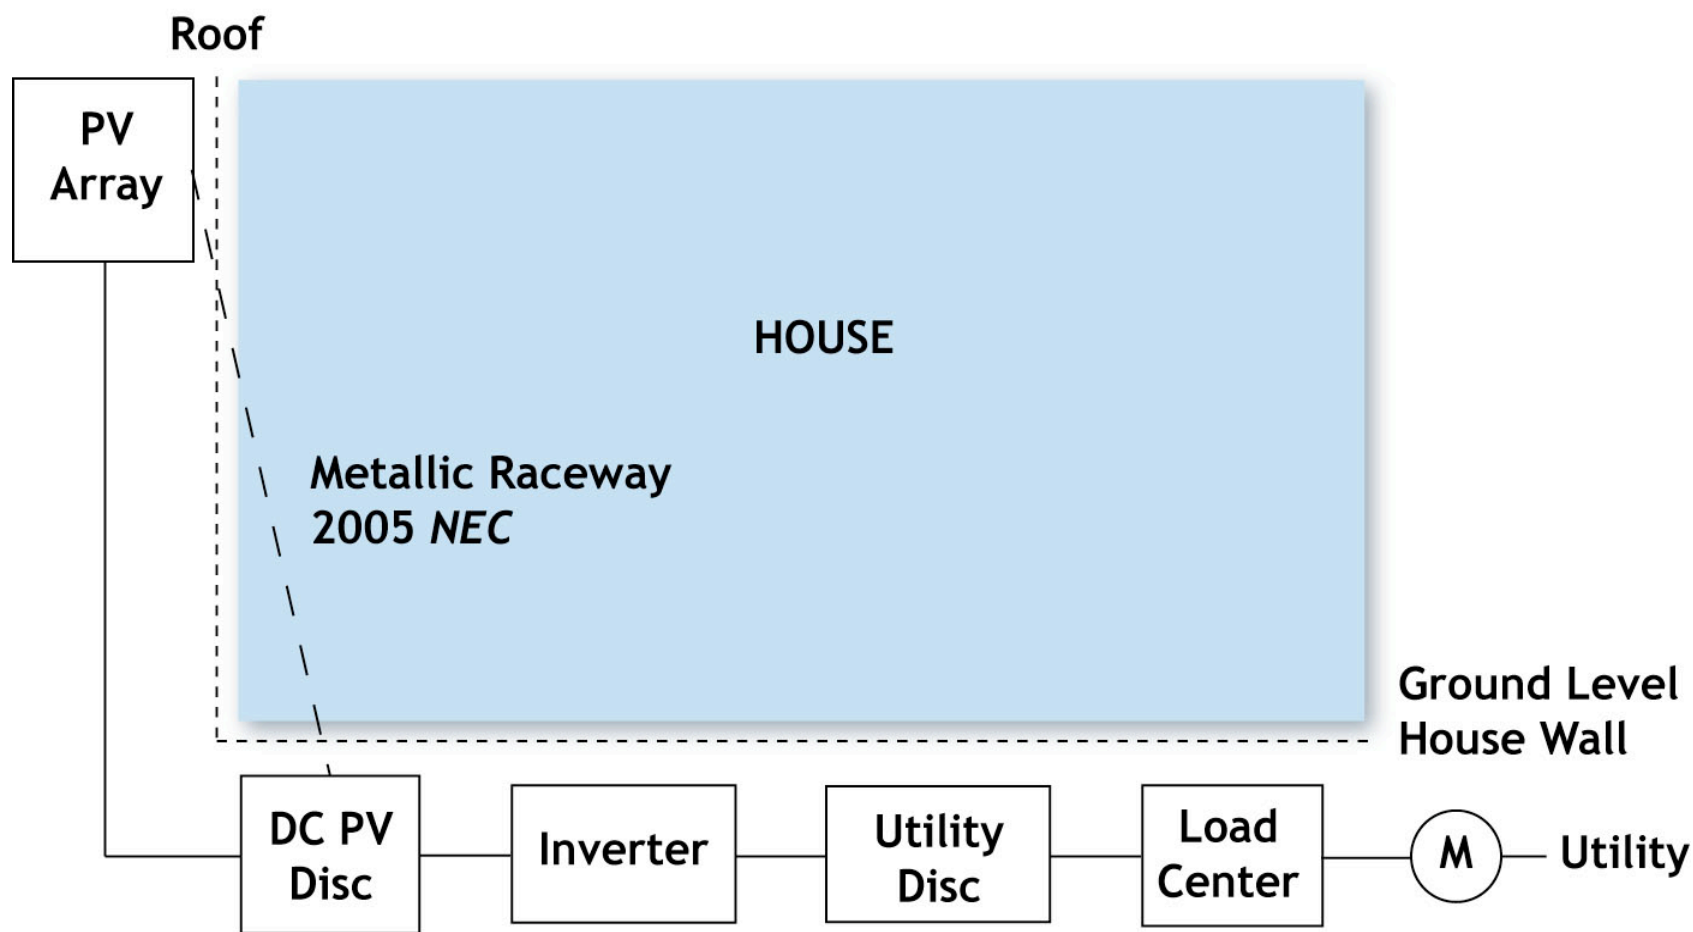 Roof
PV
Array
HOUSE
Metallic Raceway
2005 NEC
Ground Level
House Wall
DC PV
Disc
Inverter
Utility
Disc
Load
Center
M
Utility